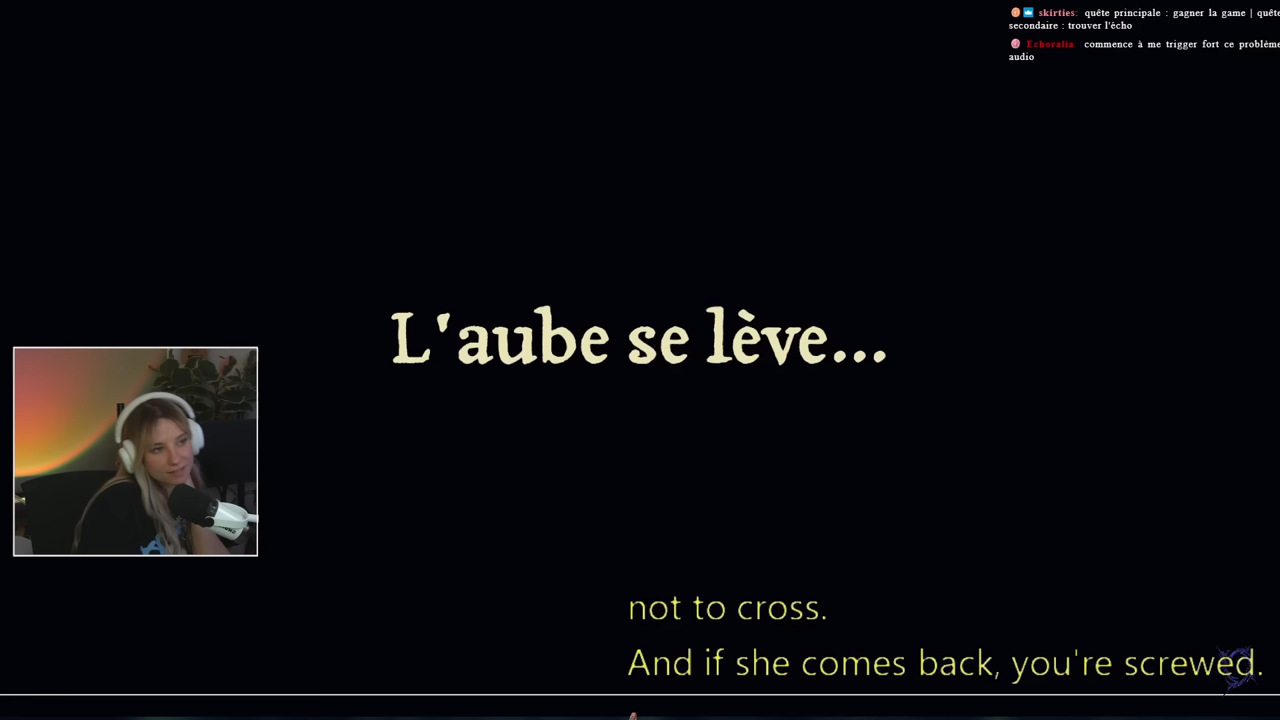 skirties: quête principale : gagner la game | quête
secondaire : trouver l'écho
Echoralia: commence à me trigger fort ce problème
audio
L'aube se lève...
not to cross.
And if she comes back, you're screwed.